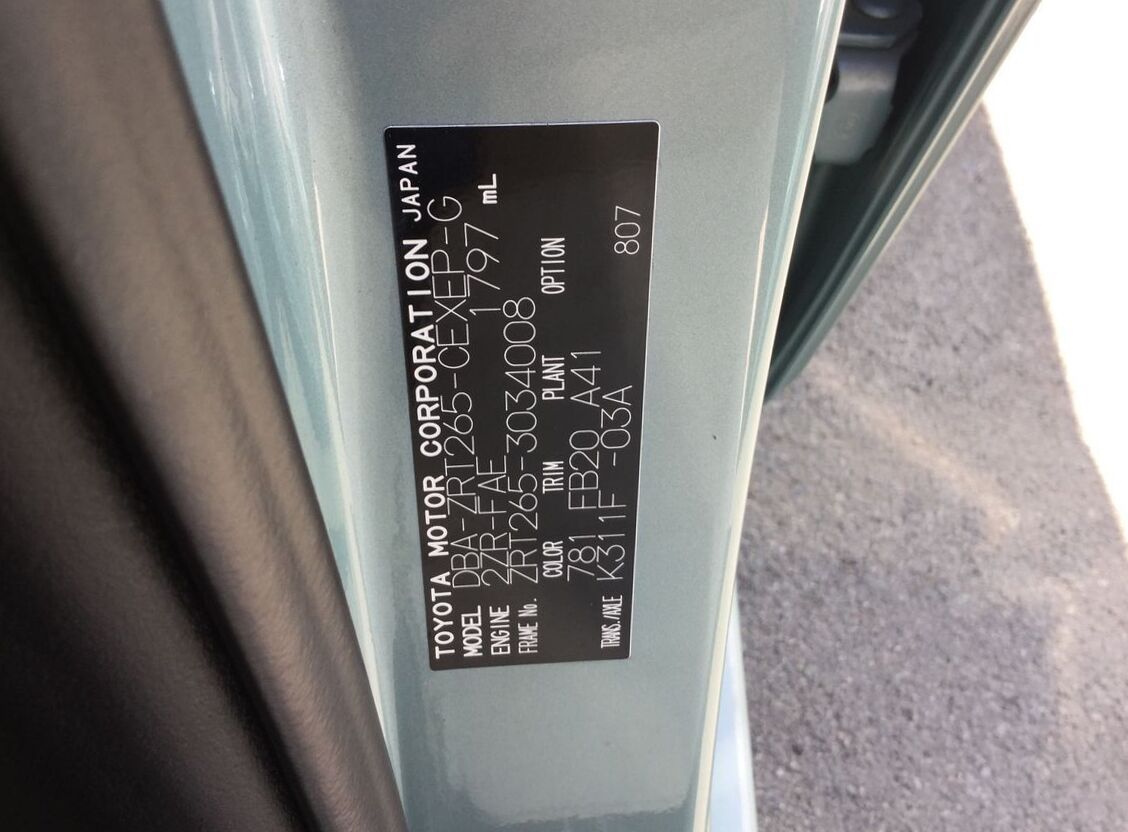 TOYOTA MOTOR CORPORATION JAPAN
MODEL DBA-ZRT265-CEXEP-G
ENGINE 2ZR-FAE 1797 mL
FRAME No. ZRT265-3034008
COLOR TRIM PLANT OPTION
781 FB20 A41
TRANS./AXLE K311F -03A 807